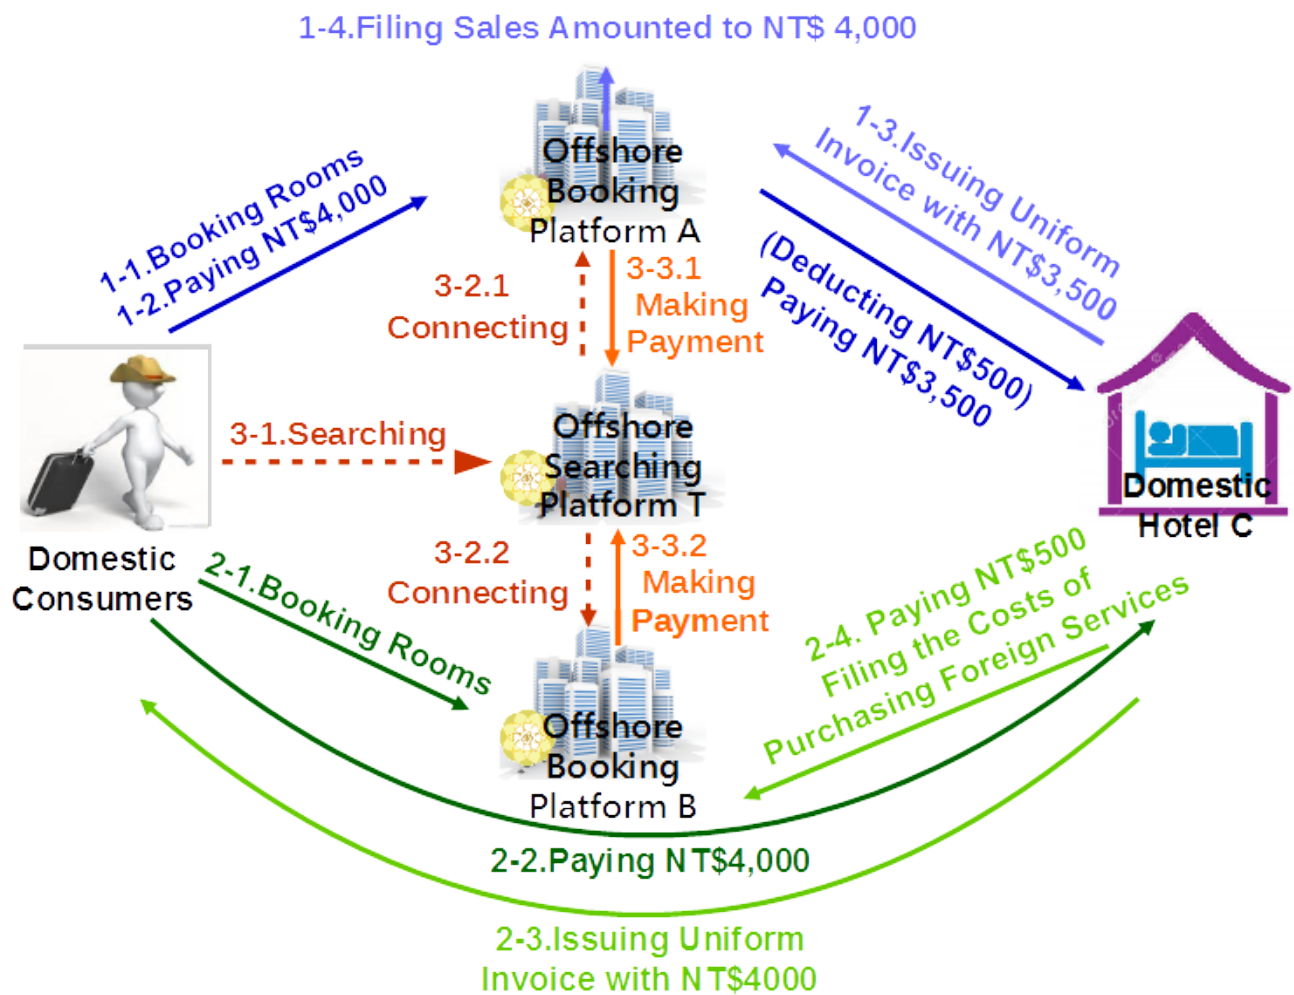 1-4.Filing Sales Amounted to NT$ 4,000
1-1.Booking Rooms
1-2.Paying NT$4,000
Offshore
Booking
Platform A
1-3.Issuing Uniform
Invoice with NT$3,500
(Deducting NT$500)
Paying NT$3,500
3-2.1
Connecting
3-3.1
Making
Payment
3-1.Searching
Offshore
Searching
Platform T
Domestic
Hotel C
Domestic
Consumers
3-2.2
Connecting
3-3.2
Making
Payment
2-1.Booking Rooms
2-4. Paying NT$500
Filing the Costs of
Purchasing Foreign Services
Offshore
Booking
Platform B
2-2.Paying NT$4,000
2-3.Issuing Uniform
Invoice with NT$4000